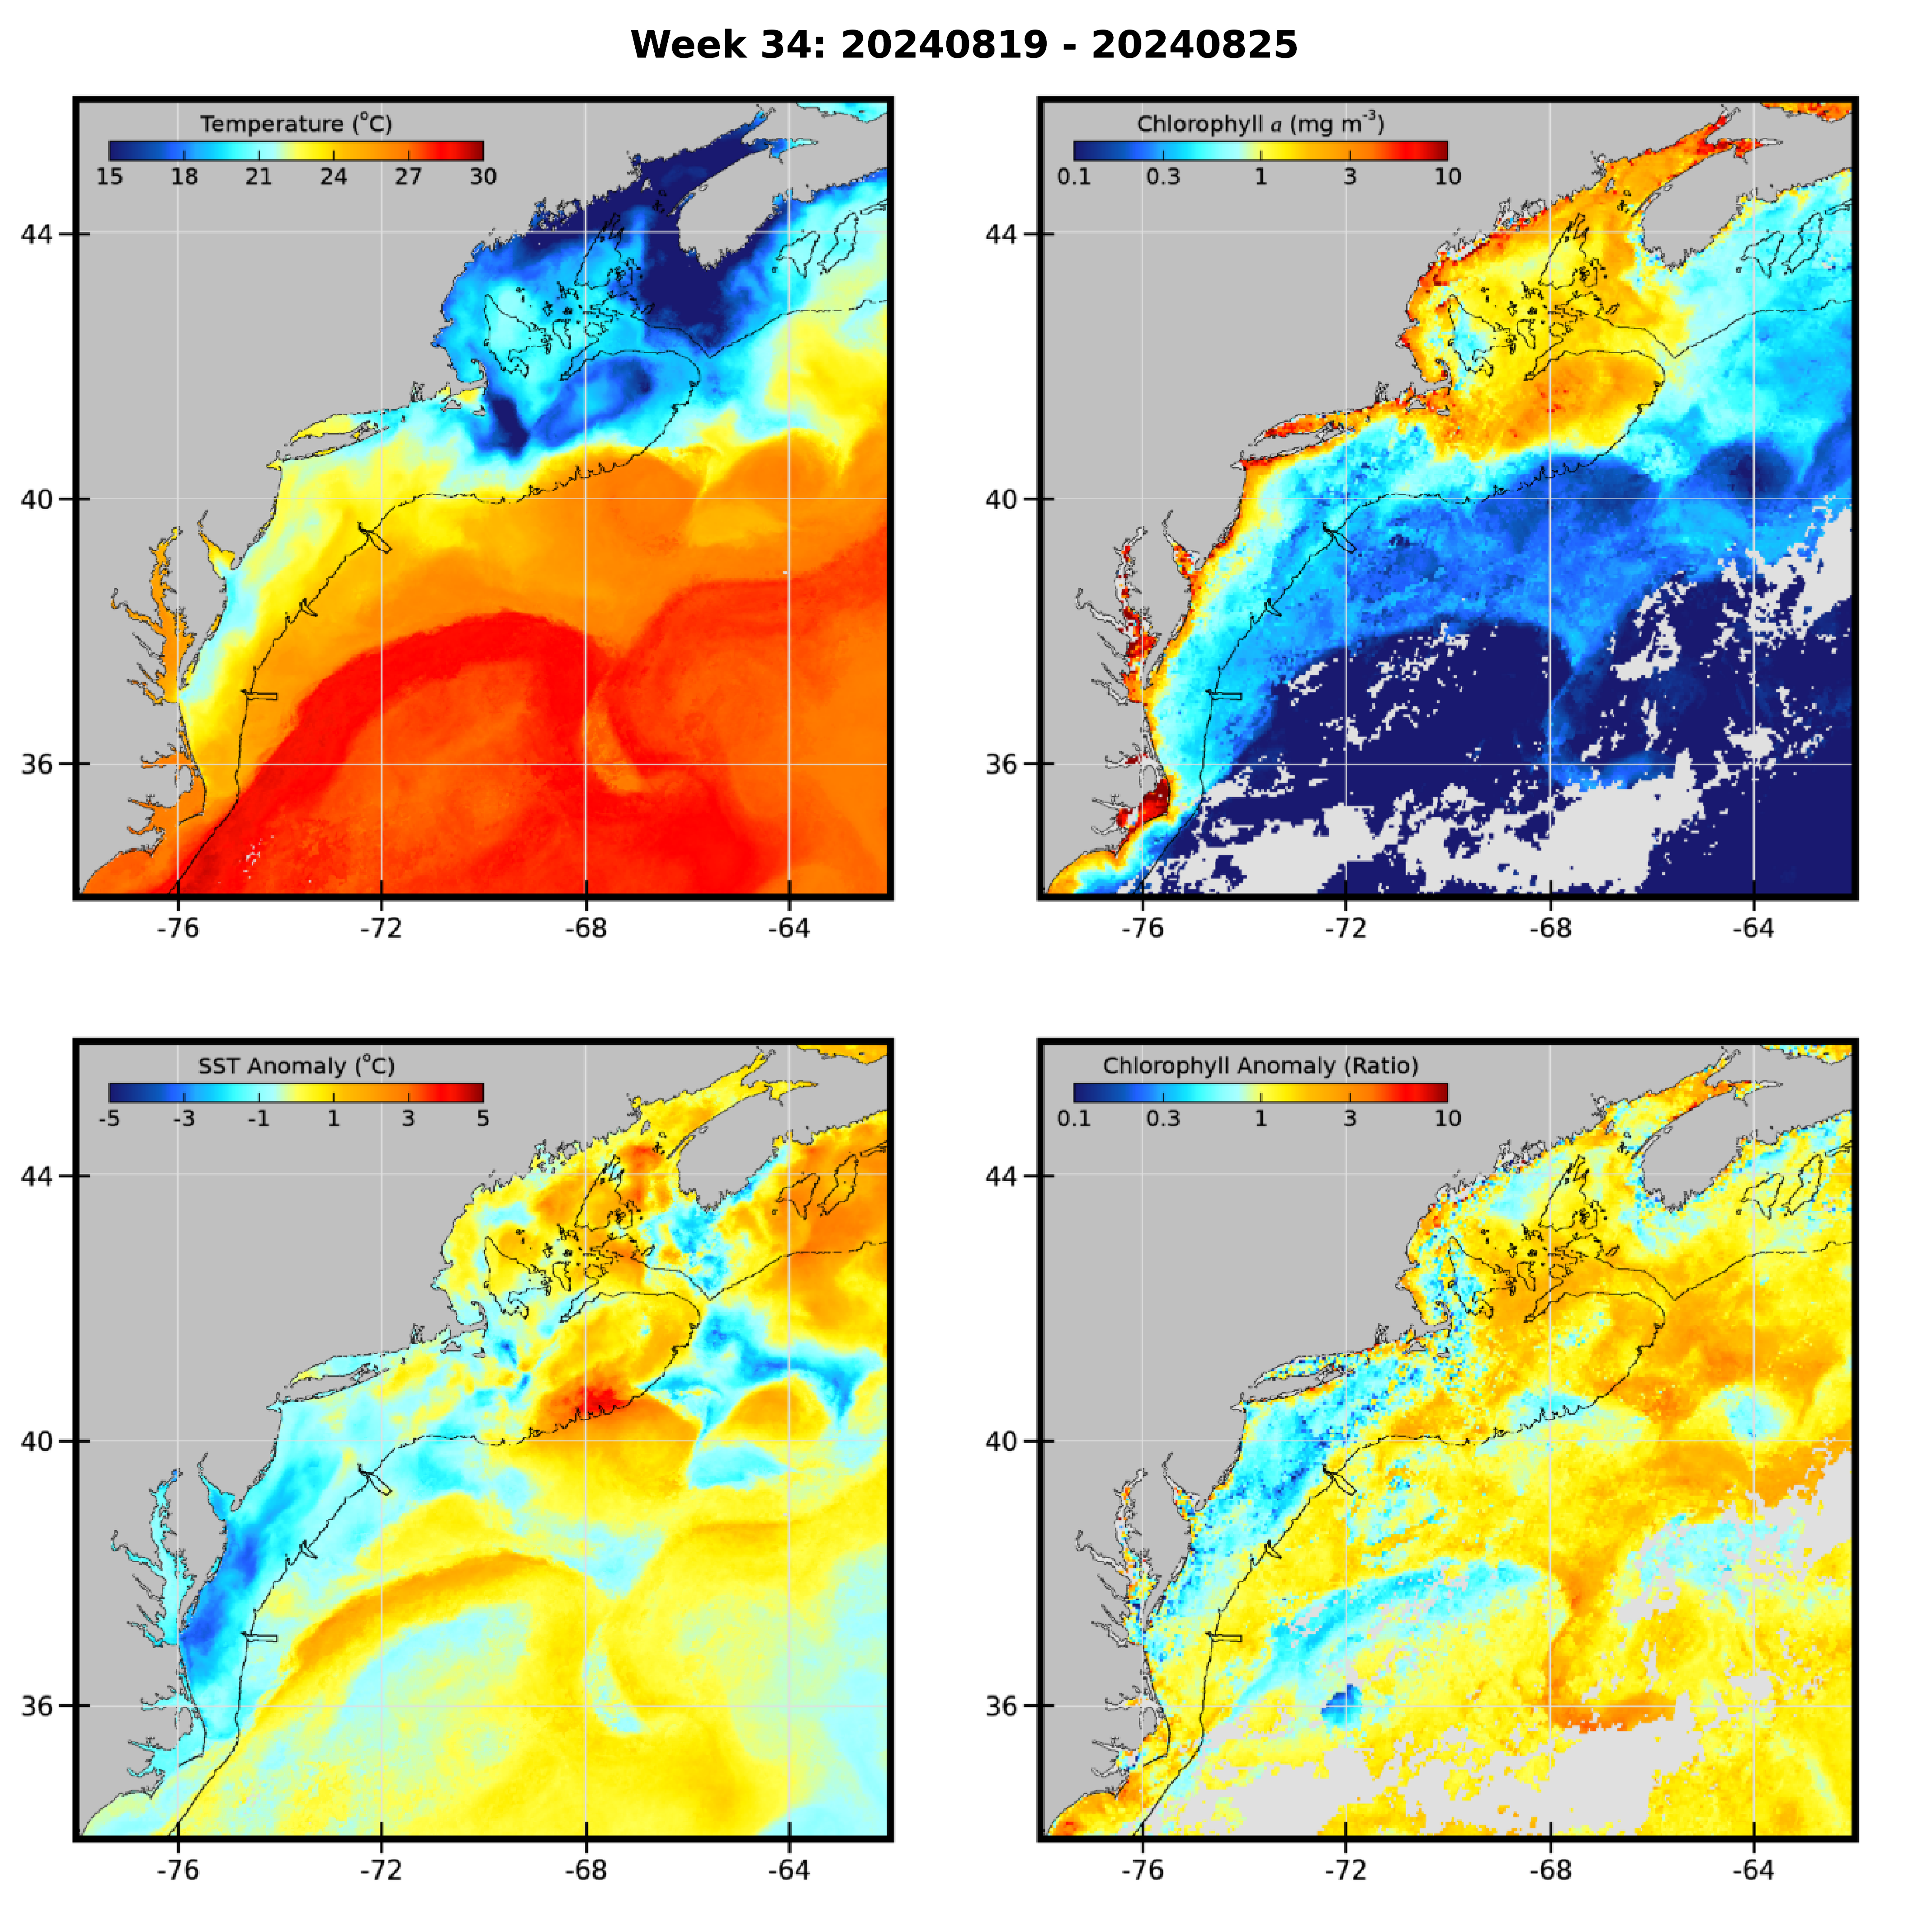 Week 34: 20240819 - 20240825
Temperature (°C)
15 18 21 24 27 30
44
40
36
-76 -72 -68 -64
Chlorophyll a (mg m⁻³)
0.1 0.3 1 3 10
44
40
36
-76 -72 -68 -64
SST Anomaly (°C)
-5 -3 -1 1 3 5
44
40
36
-76 -72 -68 -64
Chlorophyll Anomaly (Ratio)
0.1 0.3 1 3 10
44
40
36
-76 -72 -68 -64